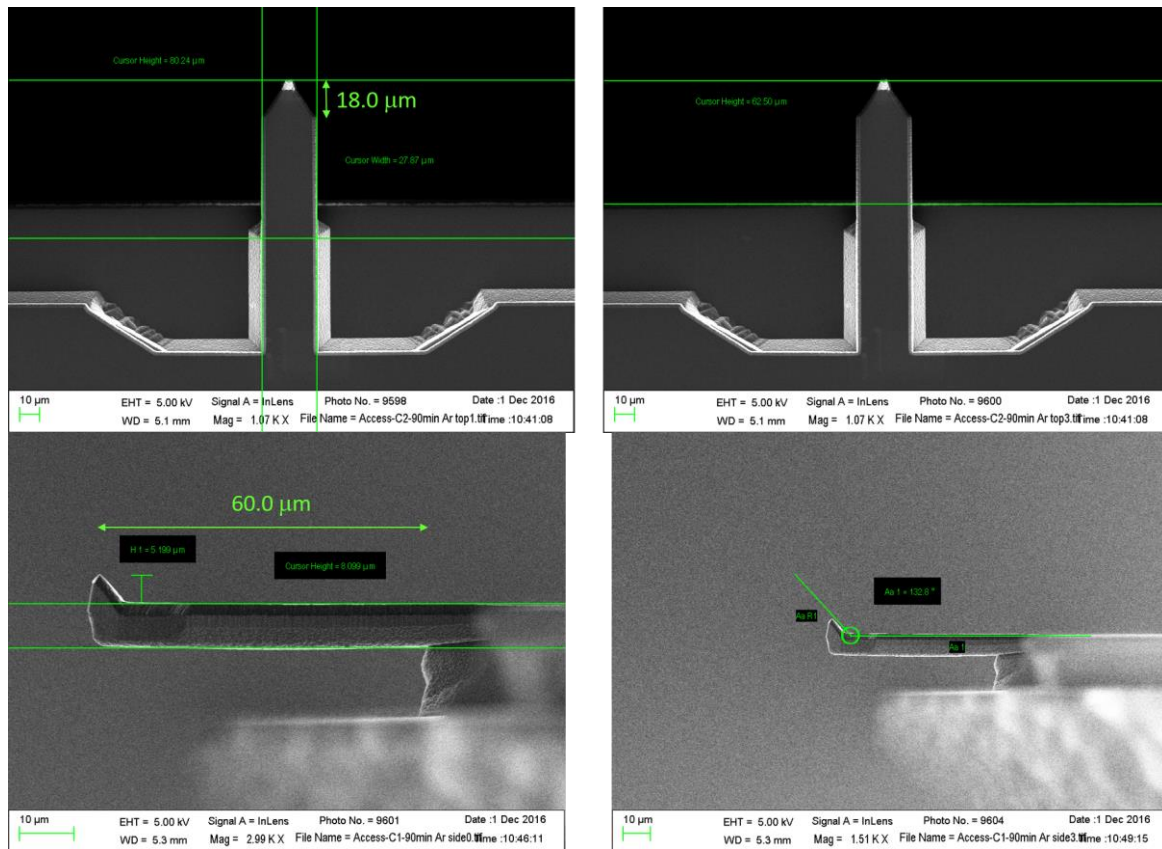 Cursor Height = 80.24 µm
18.0 µm
Cursor Width = 27.87 µm
10 µm
EHT = 5.00 kV Signal A = InLens Photo No. = 9598 Date :1 Dec 2016
WD = 5.1 mm Mag = 1.07 K X File Name = Access-C2-90min Ar top1.tif Time :10:41:08
Cursor Height = 62.50 µm
10 µm
EHT = 5.00 kV Signal A = InLens Photo No. = 9600 Date :1 Dec 2016
WD = 5.1 mm Mag = 1.07 K X File Name = Access-C2-90min Ar top3.tif Time :10:41:08
60.0 µm
H 1 = 5.199 µm
Cursor Height = 8.099 µm
10 µm
EHT = 5.00 kV Signal A = InLens Photo No. = 9601 Date :1 Dec 2016
WD = 5.3 mm Mag = 2.99 K X File Name = Access-C1-90min Ar side0.tif Time :10:46:11
Aa 1 = 132.8 °
Aa R1
Aa 1
10 µm
EHT = 5.00 kV Signal A = InLens Photo No. = 9604 Date :1 Dec 2016
WD = 5.3 mm Mag = 1.51 K X File Name = Access-C1-90min Ar side3.tif Time :10:49:15